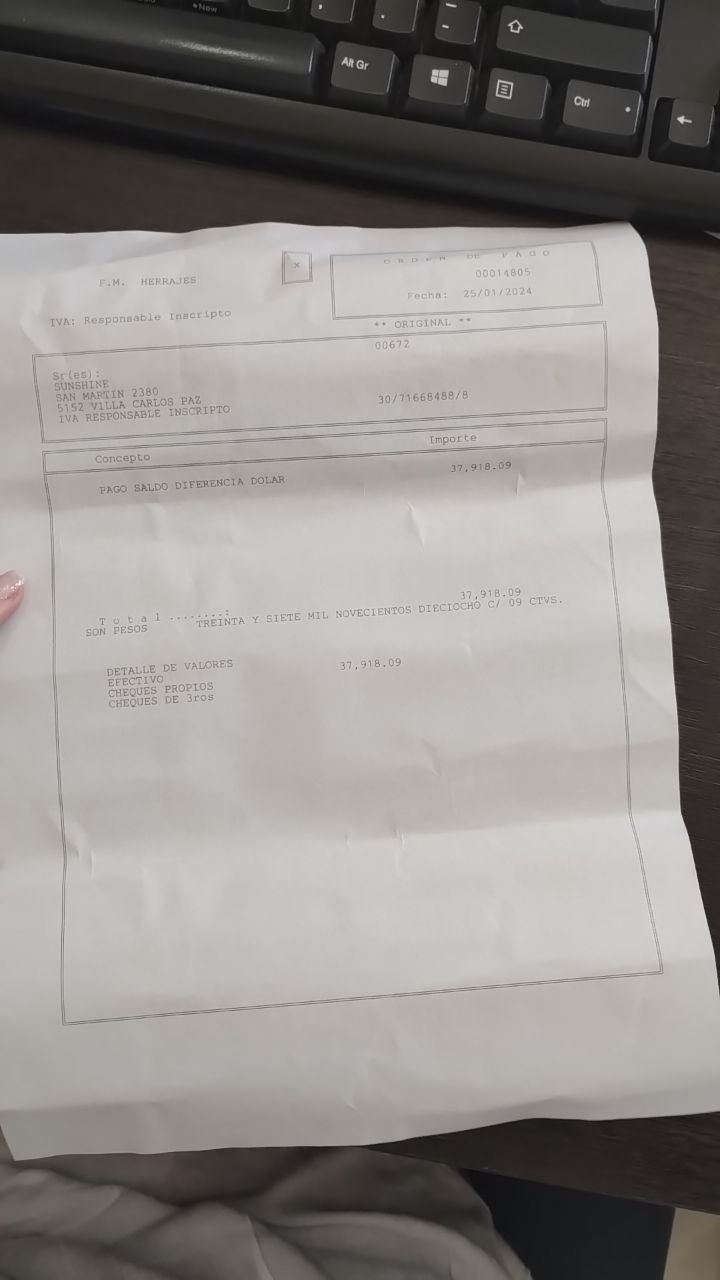 Now
Alt Gr
Ctrl
x
O R D E N  DE  P A G O
F.M. HERRAJES
00014805
Fecha: 25/01/2024
IVA: Responsable Inscripto
** ORIGINAL **
00672
Sr(es):
SUNSHINE
SAN MARTIN 2380
5152 VILLA CARLOS PAZ
30/71668488/8
IVA RESPONSABLE INSCRIPTO
Concepto Importe
PAGO SALDO DIFERENCIA DOLAR 37,918.09
T o t a l .......: 37,918.09
SON PESOS TREINTA Y SIETE MIL NOVECIENTOS DIECIOCHO C/ 09 CTVS.
DETALLE DE VALORES
EFECTIVO 37,918.09
CHEQUES PROPIOS
CHEQUES DE 3ros